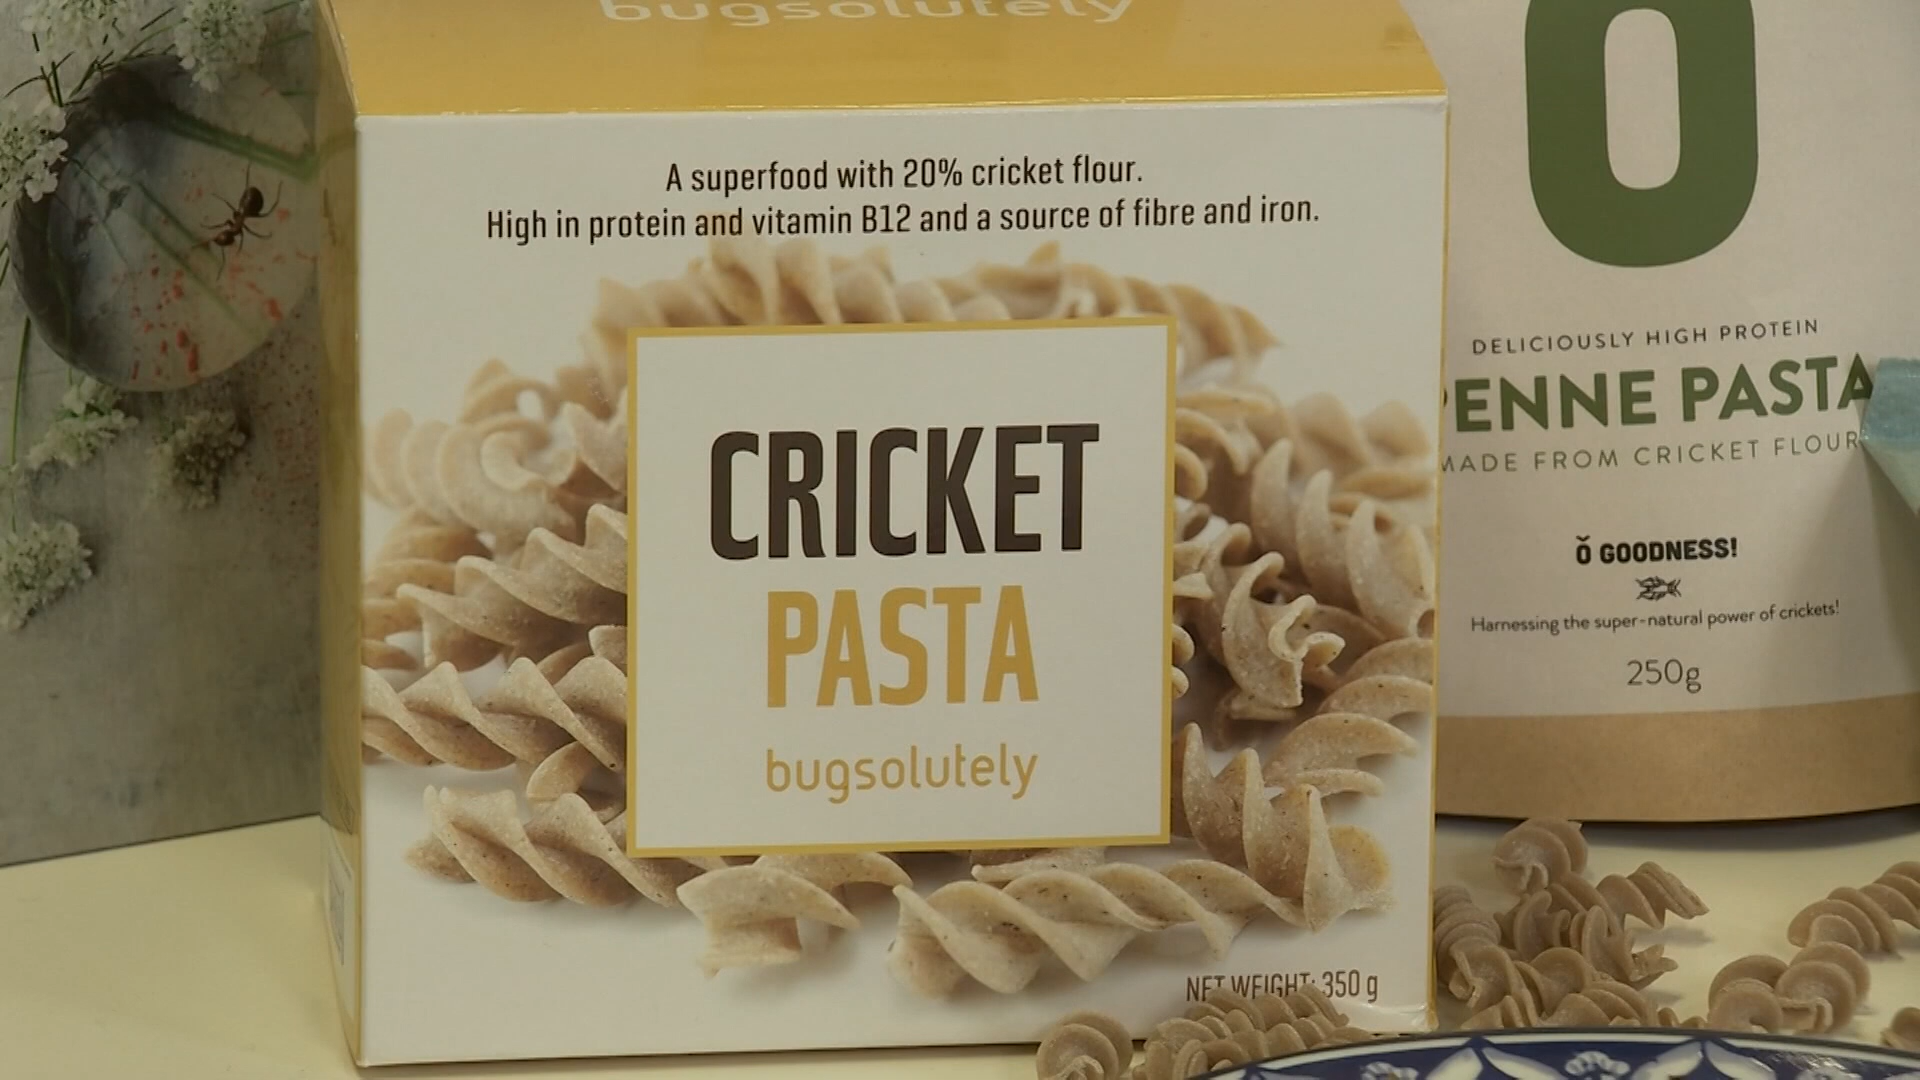 bugsolutely
A superfood with 20% cricket flour.
High in protein and vitamin B12 and a source of fibre and iron.
CRICKET
PASTA
bugsolutely
NET WEIGHT: 350 g
Ŏ
DELICIOUSLY HIGH PROTEIN
PENNE PASTA
MADE FROM CRICKET FLOUR
Ŏ GOODNESS!
Harnessing the super-natural power of crickets!
250g